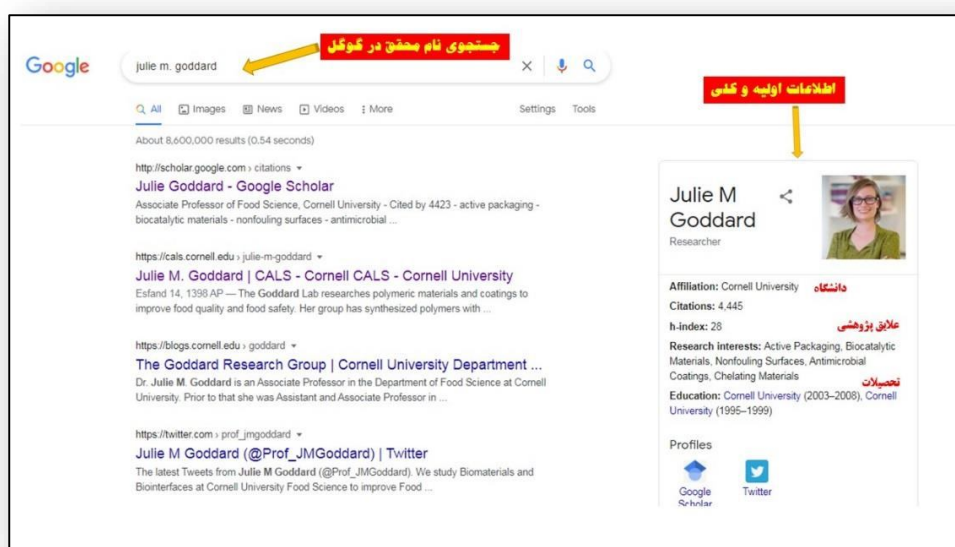 جستجوی نام محقق در گوگل
Google
julie m. goddard
اطلاعات اولیه و کلی
All Images News Videos More Settings Tools
About 8,600,000 results (0.54 seconds)
http://scholar.google.com › citations
Julie Goddard - Google Scholar
Associate Professor of Food Science, Cornell University - Cited by 4423 - active packaging -
biocatalytic materials - nonfouling surfaces - antimicrobial ...
https://cals.cornell.edu › julie-m-goddard
Julie M. Goddard | CALS - Cornell CALS - Cornell University
Esfand 14, 1398 AP — The Goddard Lab researches polymeric materials and coatings to
improve food quality and food safety. Her group has synthesized polymers with ...
https://blogs.cornell.edu › goddard
The Goddard Research Group | Cornell University Department ...
Dr. Julie M. Goddard is an Associate Professor in the Department of Food Science at Cornell
University. Prior to that she was Assistant and Associate Professor in ...
https://twitter.com › prof_jmgoddard
Julie M Goddard (@Prof_JMGoddard) | Twitter
The latest Tweets from Julie M Goddard (@Prof_JMGoddard). We study Biomaterials and
Biointerfaces at Cornell University Food Science to improve Food ...
Julie M
Goddard
Researcher
Affiliation: Cornell University دانشگاه
Citations: 4,445
h-index: 28 علایق پژوهشی
Research interests: Active Packaging, Biocatalytic
Materials, Nonfouling Surfaces, Antimicrobial
Coatings, Chelating Materials تحصیلات
Education: Cornell University (2003–2008), Cornell
University (1995–1999)
Profiles
Google Twitter
Scholar